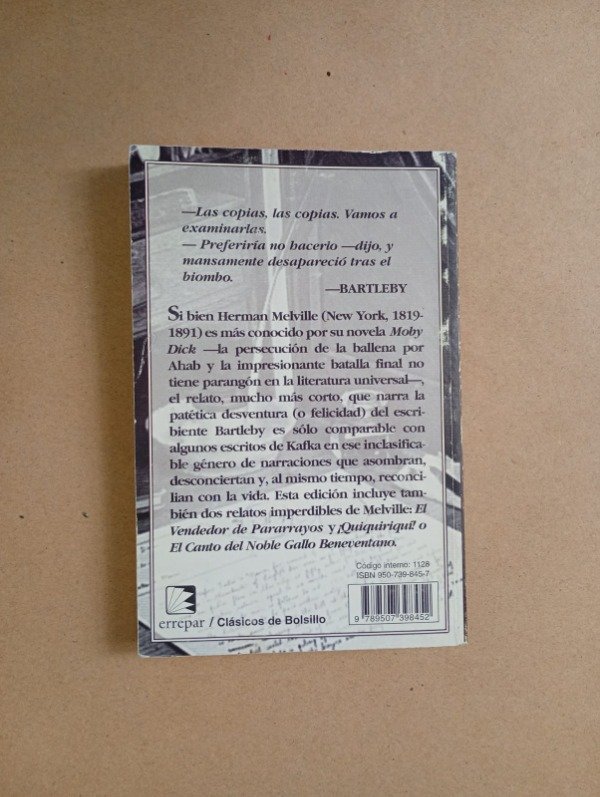 —Las copias, las copias. Vamos a
examinarlas.
— Preferiría no hacerlo —dijo, y
mansamente desapareció tras el
biombo.
—BARTLEBY
Si bien Herman Melville (New York, 1819-
1891) es más conocido por su novela Moby
Dick —la persecución de la ballena por
Ahab y la impresionante batalla final no
tiene parangón en la literatura universal—,
el relato, mucho más corto, que narra la
patética desventura (o felicidad) del escri-
biente Bartleby es sólo comparable con
algunos escritos de Kafka en ese inclasifica-
ble género de narraciones que asombran,
desconciertan y, al mismo tiempo, reconci-
lian con la vida. Esta edición incluye tam-
bién dos relatos imperdibles de Melville: El
Vendedor de Pararrayos y ¡Quiquiriquí! o
El Canto del Noble Gallo Beneventano.
Código interno: 1128
ISBN 950-739-845-7
9 789507 398452
errepar / Clásicos de Bolsillo